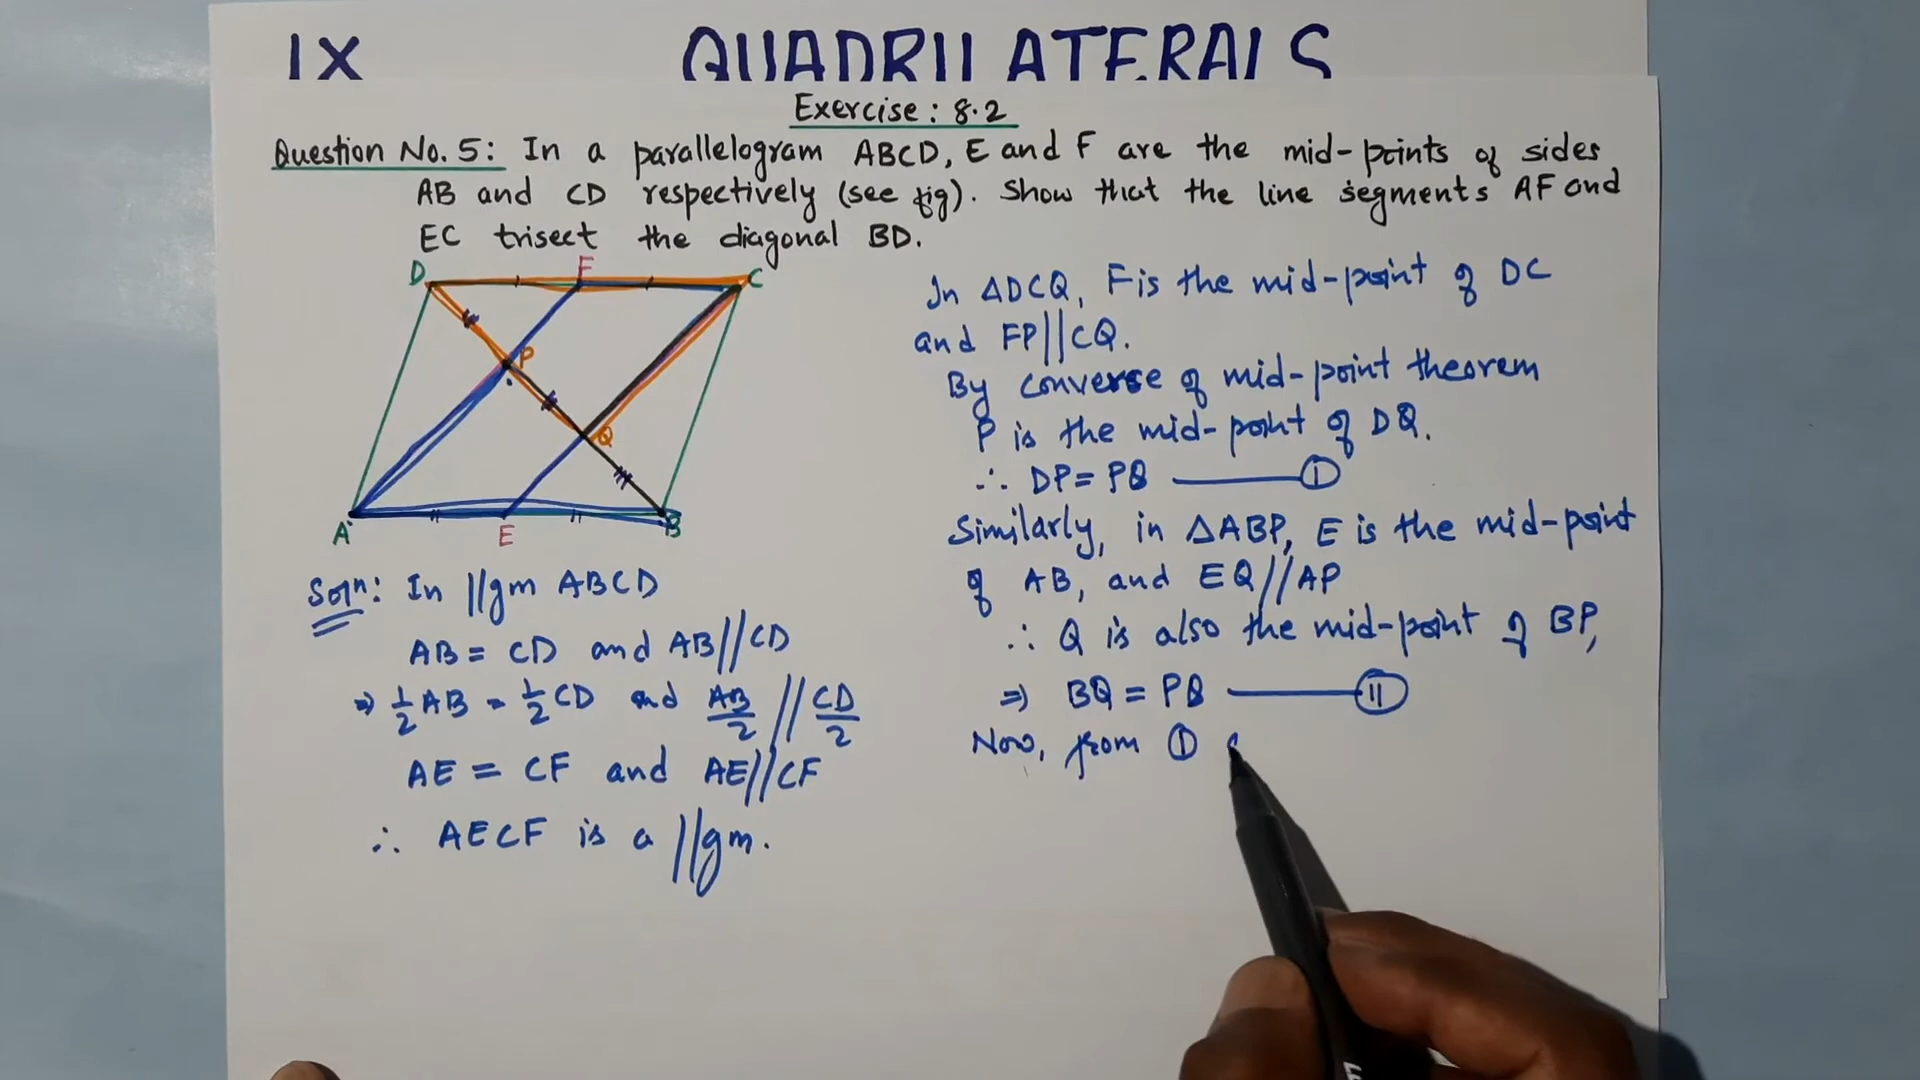 IX QUADRILATERALS
Exercise: 8.2
Question No. 5: In a parallelogram ABCD, E and F are the mid-points of sides
AB and CD respectively (see fig). Show that the line segments AF and
EC trisect the diagonal BD.
D F C
P
Q
A E B
Soln: In ||gm ABCD
AB = CD and AB//CD
⇒ 1/2 AB = 1/2 CD and AB/2 // CD/2
AE = CF and AE//CF
∴ AECF is a ||gm.
In ΔDCQ, F is the mid-point of DC
and FP||CQ.
By converse of mid-point theorem
P is the mid-point of DQ.
∴ DP = PQ —— I
Similarly, in ΔABP, E is the mid-point
of AB, and EQ//AP
∴ Q is also the mid-point of BP,
⇒ BQ = PQ —— II
Now, from I